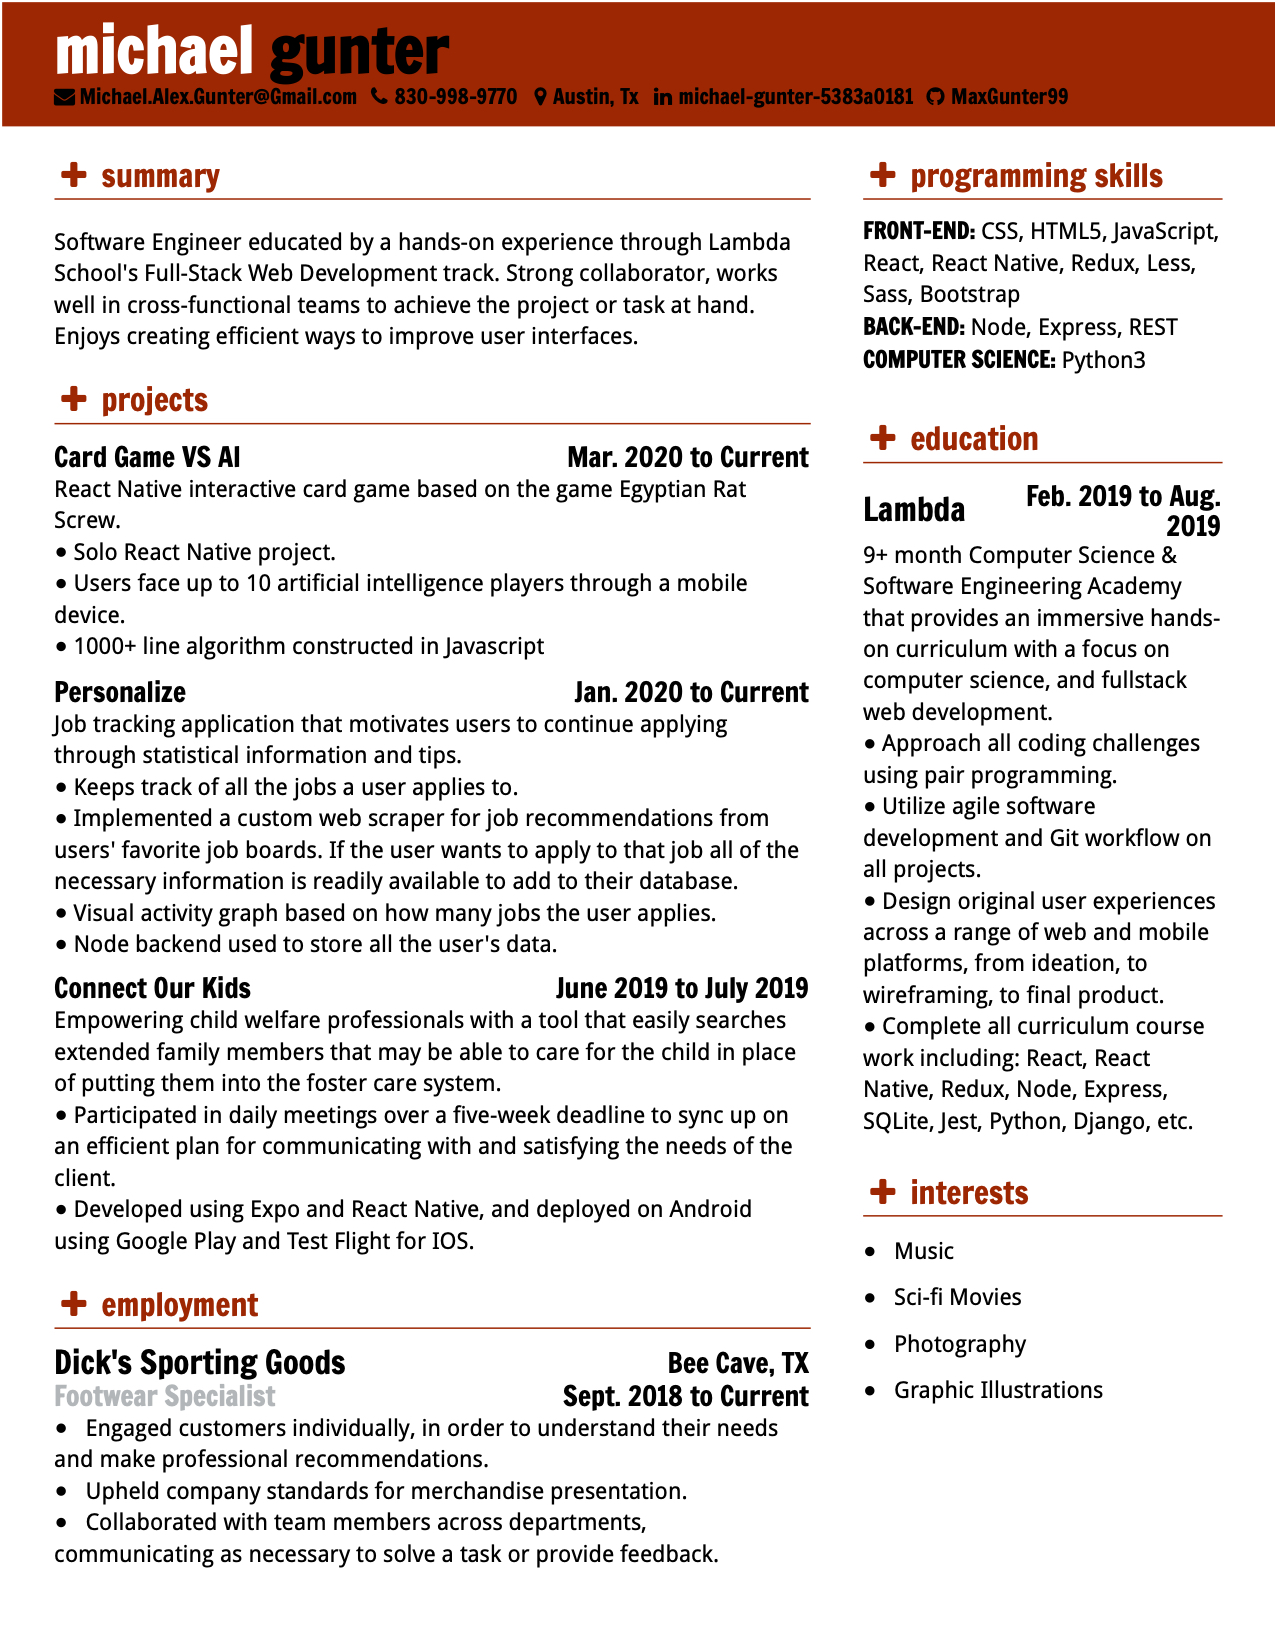 michael gunter
Michael.Alex.Gunter@Gmail.com 830-998-9770 Austin, Tx michael-gunter-5383a0181 MaxGunter99
summary
Software Engineer educated by a hands-on experience through Lambda
School's Full-Stack Web Development track. Strong collaborator, works
well in cross-functional teams to achieve the project or task at hand.
Enjoys creating efficient ways to improve user interfaces.
projects
Card Game VS AI Mar. 2020 to Current
React Native interactive card game based on the game Egyptian Rat
Screw.
• Solo React Native project.
• Users face up to 10 artificial intelligence players through a mobile
device.
• 1000+ line algorithm constructed in Javascript
Personalize Jan. 2020 to Current
Job tracking application that motivates users to continue applying
through statistical information and tips.
• Keeps track of all the jobs a user applies to.
• Implemented a custom web scraper for job recommendations from
users' favorite job boards. If the user wants to apply to that job all of the
necessary information is readily available to add to their database.
• Visual activity graph based on how many jobs the user applies.
• Node backend used to store all the user's data.
Connect Our Kids June 2019 to July 2019
Empowering child welfare professionals with a tool that easily searches
extended family members that may be able to care for the child in place
of putting them into the foster care system.
• Participated in daily meetings over a five-week deadline to sync up on
an efficient plan for communicating with and satisfying the needs of the
client.
• Developed using Expo and React Native, and deployed on Android
using Google Play and Test Flight for IOS.
employment
Dick's Sporting Goods Bee Cave, TX
Footwear Specialist Sept. 2018 to Current
• Engaged customers individually, in order to understand their needs
and make professional recommendations.
• Upheld company standards for merchandise presentation.
• Collaborated with team members across departments,
communicating as necessary to solve a task or provide feedback.
programming skills
FRONT-END: CSS, HTML5, JavaScript,
React, React Native, Redux, Less,
Sass, Bootstrap
BACK-END: Node, Express, REST
COMPUTER SCIENCE: Python3
education
Lambda Feb. 2019 to Aug.
2019
9+ month Computer Science &
Software Engineering Academy
that provides an immersive hands-
on curriculum with a focus on
computer science, and fullstack
web development.
• Approach all coding challenges
using pair programming.
• Utilize agile software
development and Git workflow on
all projects.
• Design original user experiences
across a range of web and mobile
platforms, from ideation, to
wireframing, to final product.
• Complete all curriculum course
work including: React, React
Native, Redux, Node, Express,
SQLite, Jest, Python, Django, etc.
interests
• Music
• Sci-fi Movies
• Photography
• Graphic Illustrations